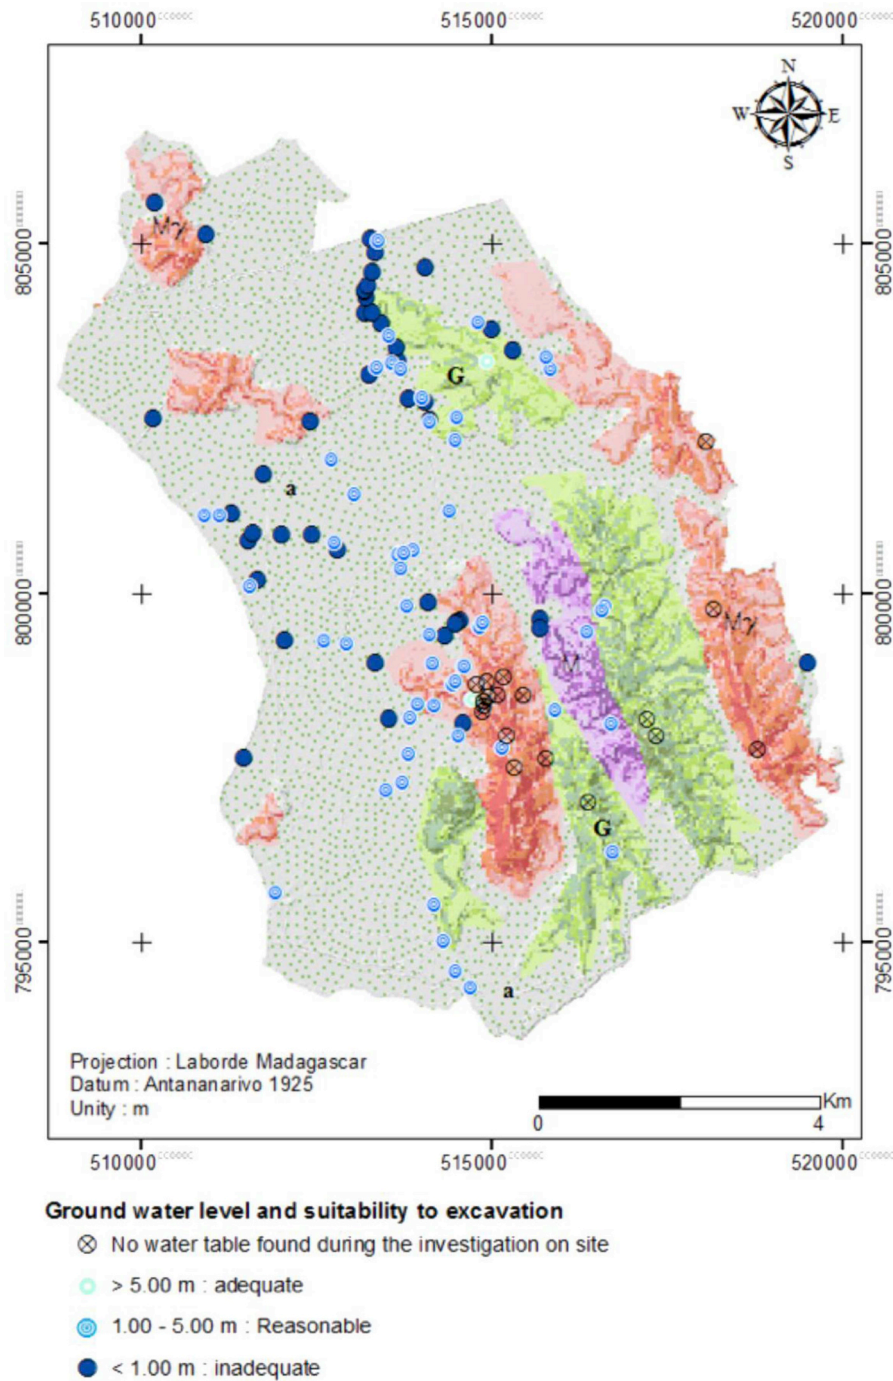 510000 515000 520000
N
W E
S
805000 805000
Mγ
G
a
800000 800000
Mγ
M
G
795000 795000
a
Projection : Laborde Madagascar
Datum : Antananarivo 1925
Unity : m
Km
0 4
510000 515000 520000
Ground water level and suitability to excavation
No water table found during the investigation on site
> 5.00 m : adequate
1.00 - 5.00 m : Reasonable
< 1.00 m : inadequate